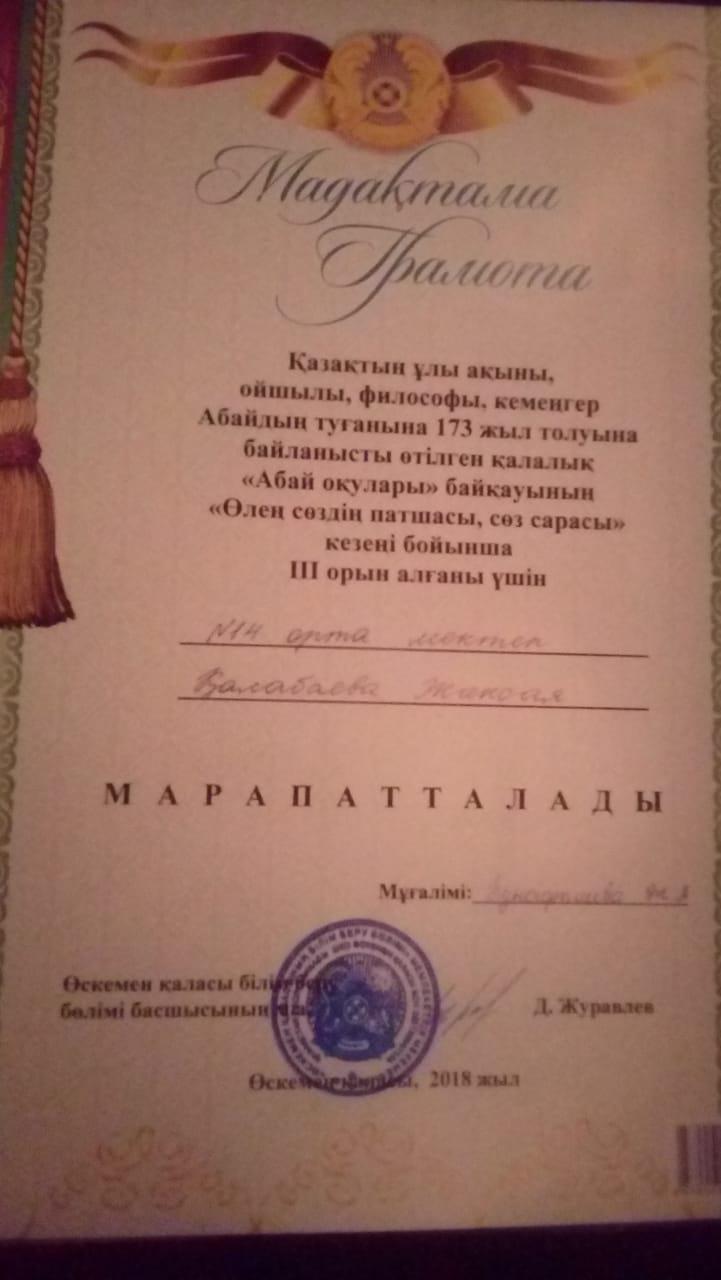 Мадақтама
Грамота
Қазақтың ұлы ақыны,
ойшылы, философы, кемеңгер
Абайдың туғанына 173 жыл толуына
байланысты өтілген қалалық
«Абай оқулары» байқауының
«Өлең сөздің патшасы, сөз сарасы»
кезеңі бойынша
III орын алғаны үшін
№14 орта мектеп
Қалабаева
МАРАПАТТАЛАДЫ
Мұғалімі:
Өскемен қаласы білім
бөлімі басшысының
Д. Журавлев
Өскемен қаласы, 2018 жыл